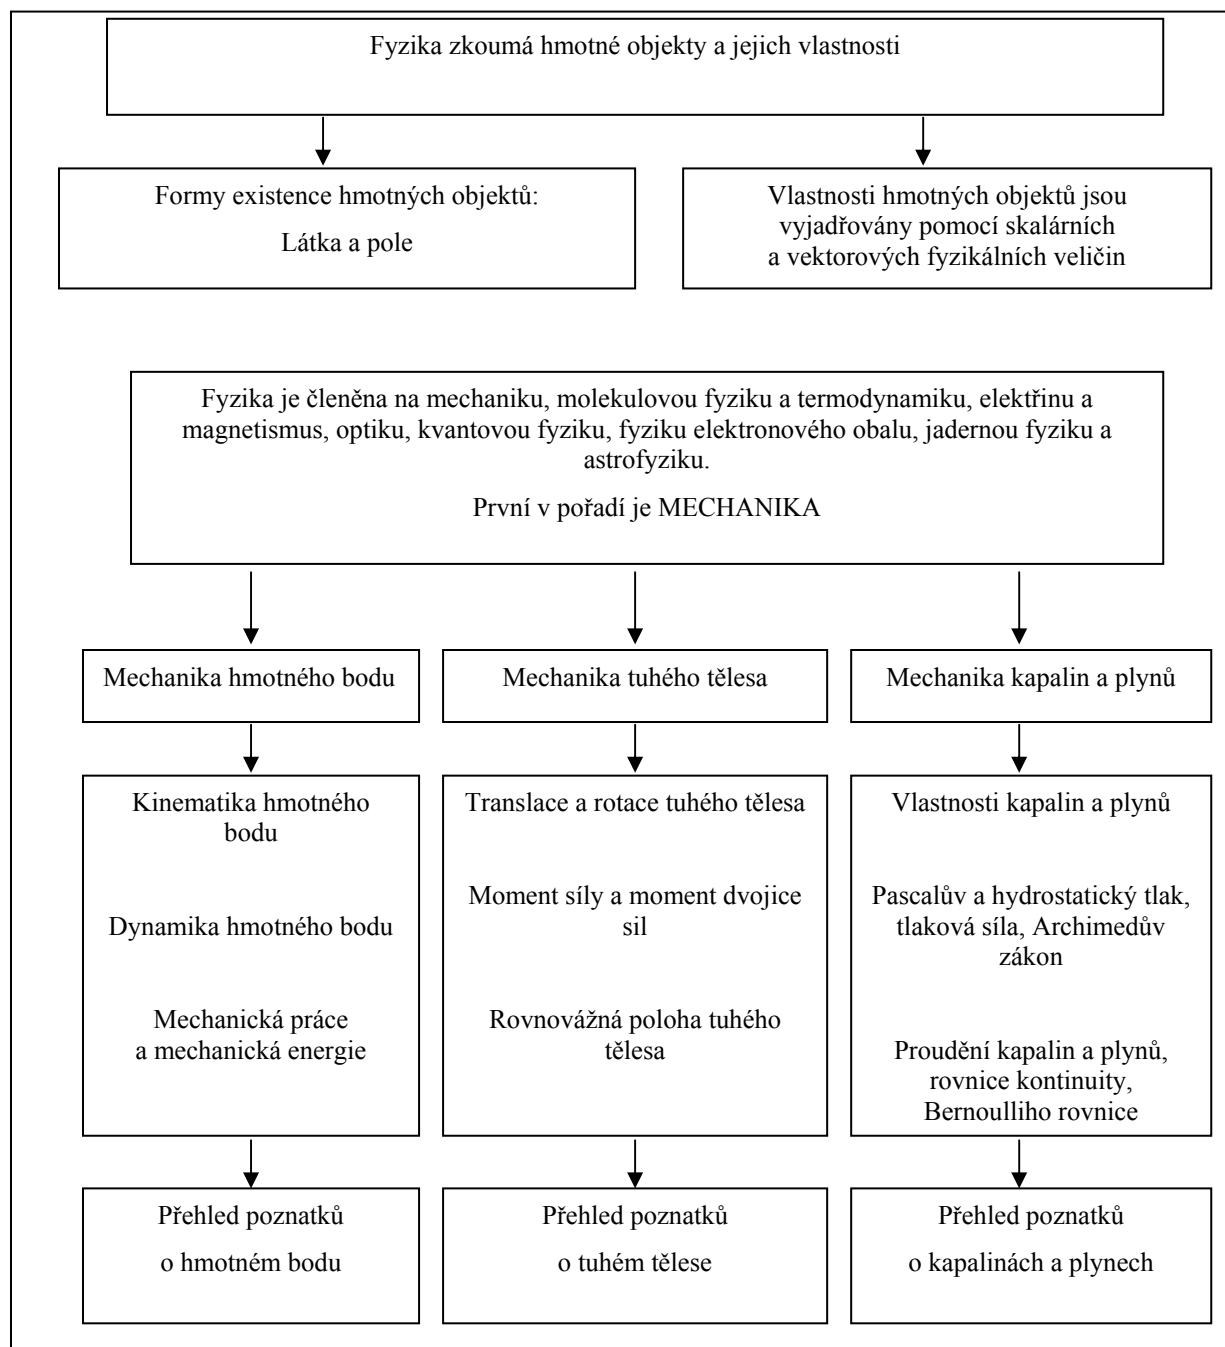 Fyzika zkoumá hmotné objekty a jejich vlastnosti
Formy existence hmotných objektů:
Látka a pole
Vlastnosti hmotných objektů jsou
vyjadřovány pomocí skalárních
a vektorových fyzikálních veličin
Fyzika je členěna na mechaniku, molekulovou fyziku a termodynamiku, elektřinu a
magnetismus, optiku, kvantovou fyziku, fyziku elektronového obalu, jadernou fyziku a
astrofyziku.
První v pořadí je MECHANIKA
Mechanika hmotného bodu
Mechanika tuhého tělesa
Mechanika kapalin a plynů
Kinematika hmotného
bodu
Dynamika hmotného bodu
Mechanická práce
a mechanická energie
Translace a rotace tuhého tělesa
Moment síly a moment dvojice
sil
Rovnovážná poloha tuhého
tělesa
Vlastnosti kapalin a plynů
Pascalův a hydrostatický tlak,
tlaková síla, Archimedův
zákon
Proudění kapalin a plynů,
rovnice kontinuity,
Bernoulliho rovnice
Přehled poznatků
o hmotném bodu
Přehled poznatků
o tuhém tělese
Přehled poznatků
o kapalinách a plynech